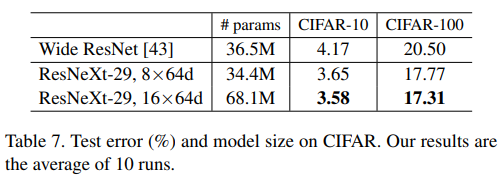 # params CIFAR-10 CIFAR-100
Wide ResNet [43] 36.5M 4.17 20.50
ResNeXt-29, 8×64d 34.4M 3.65 17.77
ResNeXt-29, 16×64d 68.1M 3.58 17.31
Table 7. Test error (%) and model size on CIFAR. Our results are
the average of 10 runs.